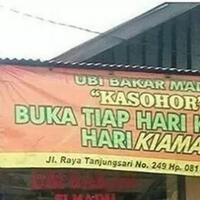 UBI BAKAR MAD
"KASOHOR"
BUKA TIAP HARI K
HARI KIAMA
Jl. Raya Tanjungsari No. 249 Hp. 081